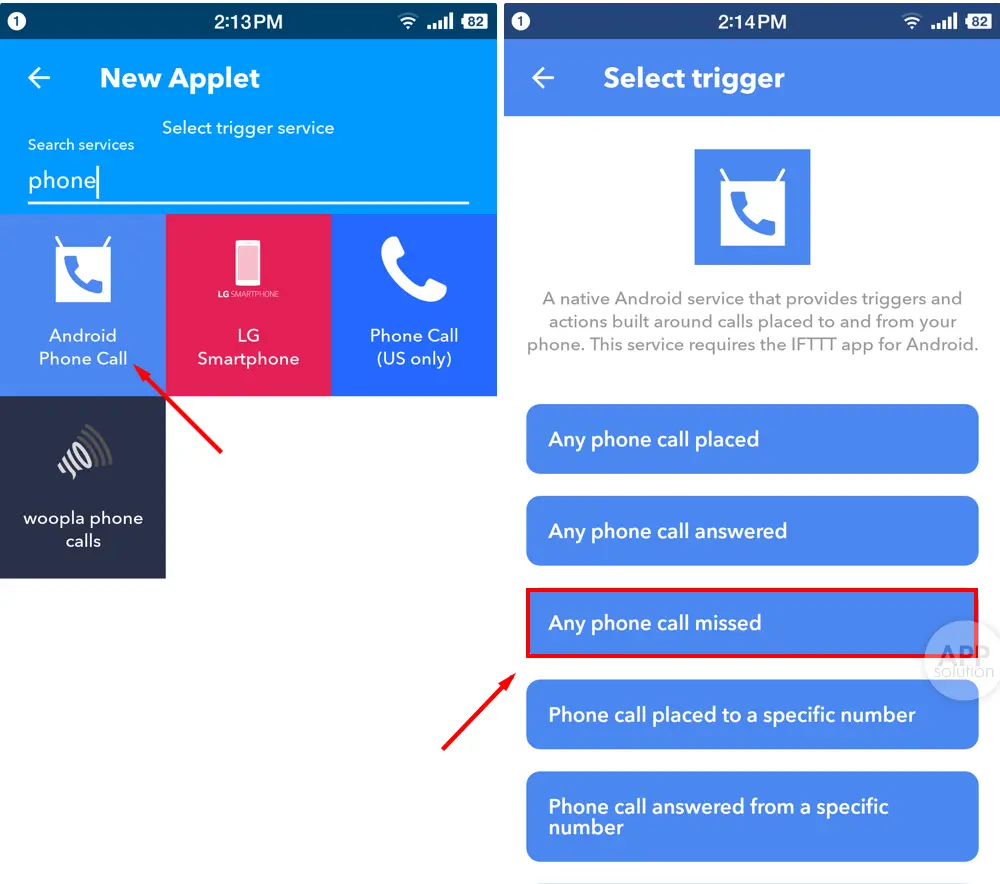 1
2:13PM
82
New Applet
Select trigger service
Search services
phone
Android
Phone Call
LG SMARTPHONE
LG
Smartphone
Phone Call
(US only)
woopla phone
calls
1
2:14PM
82
Select trigger
A native Android service that provides triggers and
actions built around calls placed to and from your
phone. This service requires the IFTTT app for Android.
Any phone call placed
Any phone call answered
Any phone call missed
APP
solution
Phone call placed to a specific number
Phone call answered from a specific
number